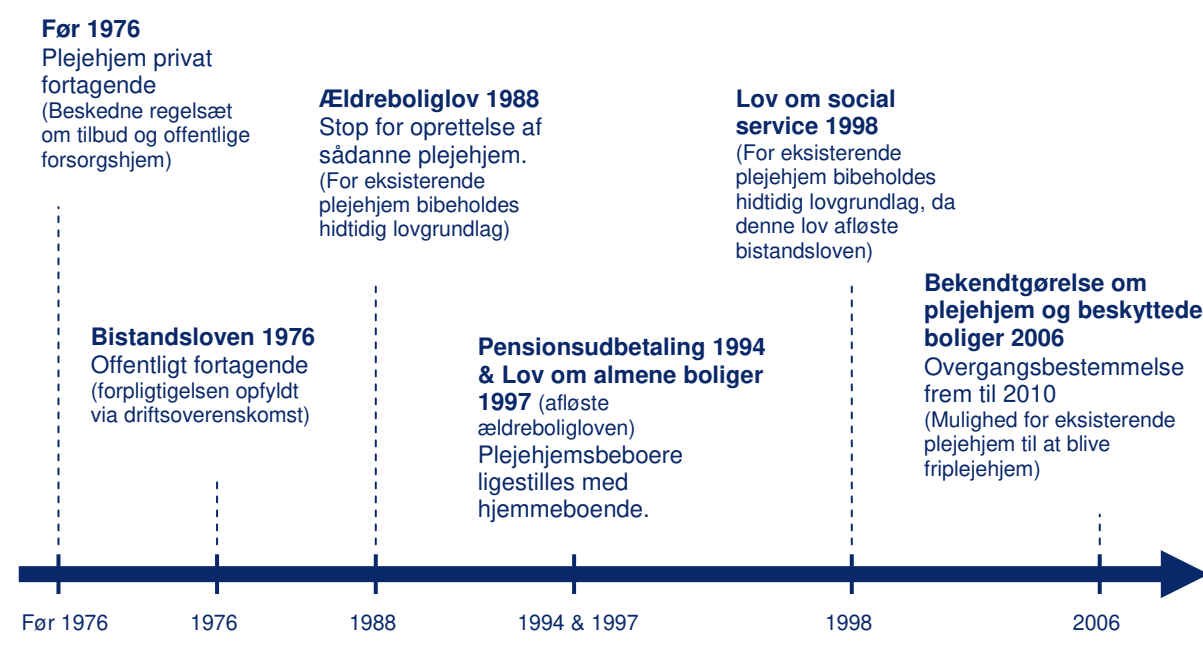 Før 1976
Plejehjem privat
fortagende
(Beskedne regelsæt
om tilbud og offentlige
forsorgshjem)
Ældreboliglov 1988
Stop for oprettelse af
sådanne plejehjem.
(For eksisterende
plejehjem bibeholdes
hidtidig lovgrundlag)
Lov om social
service 1998
(For eksisterende
plejehjem bibeholdes
hidtidig lovgrundlag, da
denne lov afløste
bistandsloven)
Bistandsloven 1976
Offentligt fortagende
(forpligtigelsen opfyldt
via driftsoverenskomst)
Pensionsudbetaling 1994
& Lov om almene boliger
1997 (afløste
ældreboligloven)
Plejehjemsbeboere
ligestilles med
hjemmeboende.
Bekendtgørelse om
plejehjem og beskyttede
boliger 2006
Overgangsbestemmelse
frem til 2010
(Mulighed for eksisterende
plejehjem til at blive
friplejehjem)
Før 1976
1976
1988
1994 & 1997
1998
2006